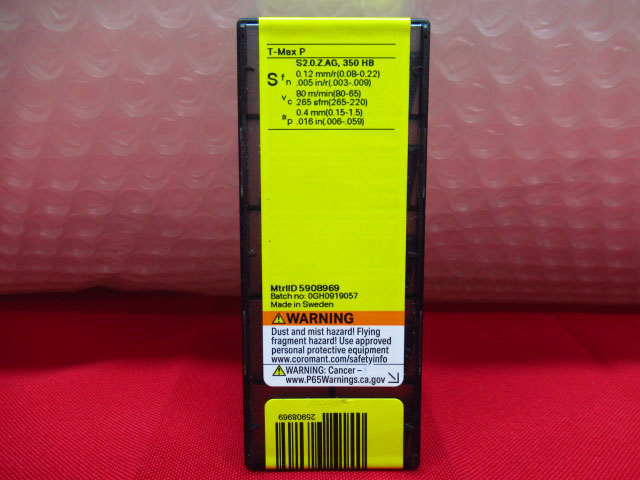 T-Max P
S2.0.Z.AG, 350 HB
S fn 0.12 mm/r(0.08-0.22)
.005 in/r(.003-.009)
vc 80 m/min(80-65)
265 sfm(265-220)
ap 0.4 mm(0.15-1.5)
.016 in(.006-.059)
MtrlID 5908969
Batch no: 0GH0919057
Made in Sweden
⚠WARNING
Dust and mist hazard! Flying
fragment hazard! Use approved
personal protective equipment
www.coromant.com/safetyinfo
⚠WARNING: Cancer –
www.P65Warnings.ca.gov
25908969